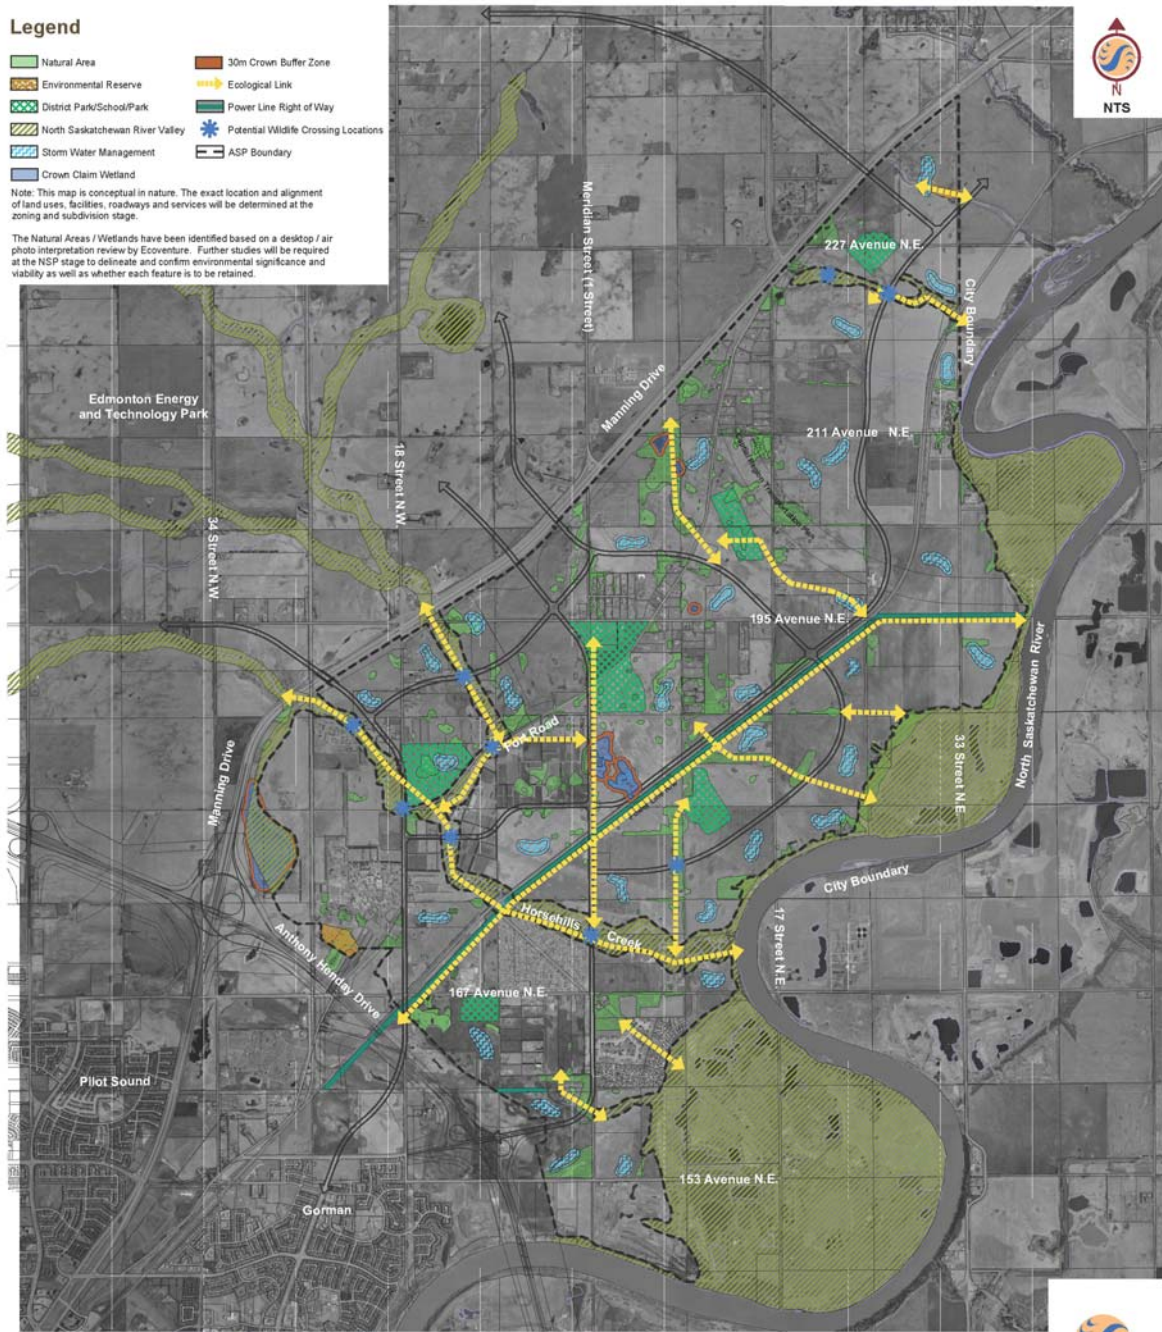 Legend
Natural Area
Environmental Reserve
District Park/School/Park
North Saskatchewan River Valley
Storm Water Management
Crown Claim Wetland
30m Crown Buffer Zone
Ecological Link
Power Line Right of Way
Potential Wildlife Crossing Locations
ASP Boundary
Note: This map is conceptual in nature. The exact location and alignment
of land uses, facilities, roadways and services will be determined at the
zoning and subdivision stage.
The Natural Areas / Wetlands have been identified based on a desktop / air
photo interpretation review by Ecoventure. Further studies will be required
at the NSP stage to delineate and confirm environmental significance and
viability as well as whether each feature is to be retained.
N
NTS
Meridian Street (1 Street)
227 Avenue N.E.
City Boundary
Manning Drive
Edmonton Energy
and Technology Park
211 Avenue N.E.
18 Street N.W.
34 Street N.W.
195 Avenue N.E.
North Saskatchewan River
Fort Road
33 Street N.E.
Manning Drive
City Boundary
17 Street N.E.
Horsehills
Creek
Anthony Henday Drive
167 Avenue N.E.
Pilot Sound
153 Avenue N.E.
Gorman